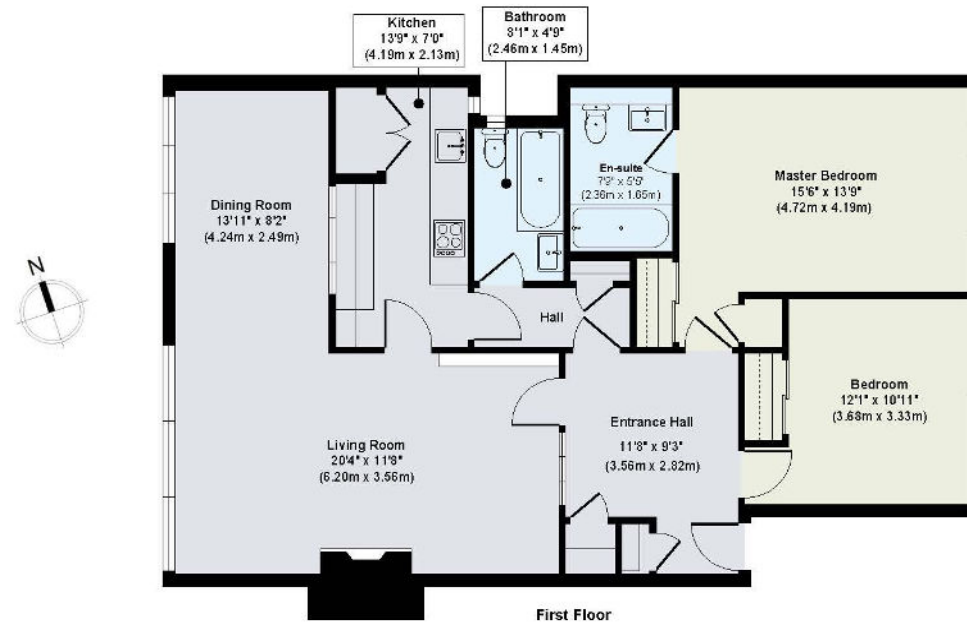 Kitchen
13'9" x 7'0"
(4.19m x 2.13m)
Bathroom
8'1" x 4'9"
(2.46m x 1.45m)
Dining Room
13'11" x 8'2"
(4.24m x 2.49m)
En-suite
7'9" x 5'5"
(2.36m x 1.65m)
Master Bedroom
15'6" x 13'9"
(4.72m x 4.19m)
N
Hall
Bedroom
12'1" x 10'11"
(3.68m x 3.33m)
Entrance Hall
11'8" x 9'3"
(3.56m x 2.82m)
Living Room
20'4" x 11'8"
(6.20m x 3.56m)
First Floor